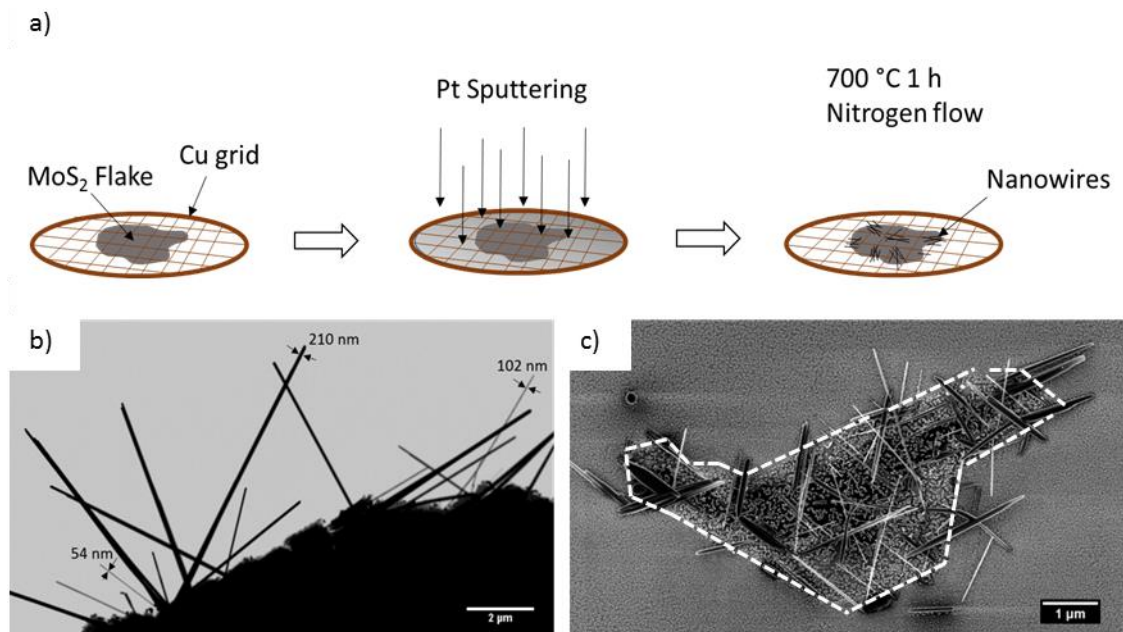 a)
Pt Sputtering
700 °C 1 h
Nitrogen flow
Cu grid
MoS₂ Flake
Nanowires
b)
210 nm
102 nm
54 nm
2 µm
c)
1 µm